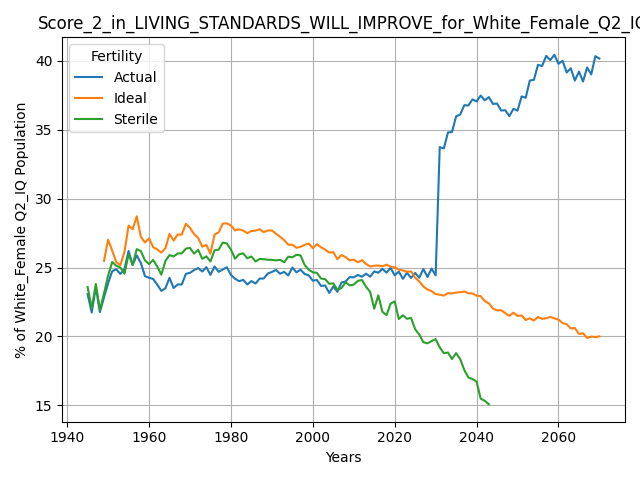 Score_2_in_LIVING_STANDARDS_WILL_IMPROVE_for_White_Female_Q2_IQ
Fertility
Actual
Ideal
Sterile
% of White_Female Q2_IQ Population
40
35
30
25
20
15
1940 1960 1980 2000 2020 2040 2060
Years